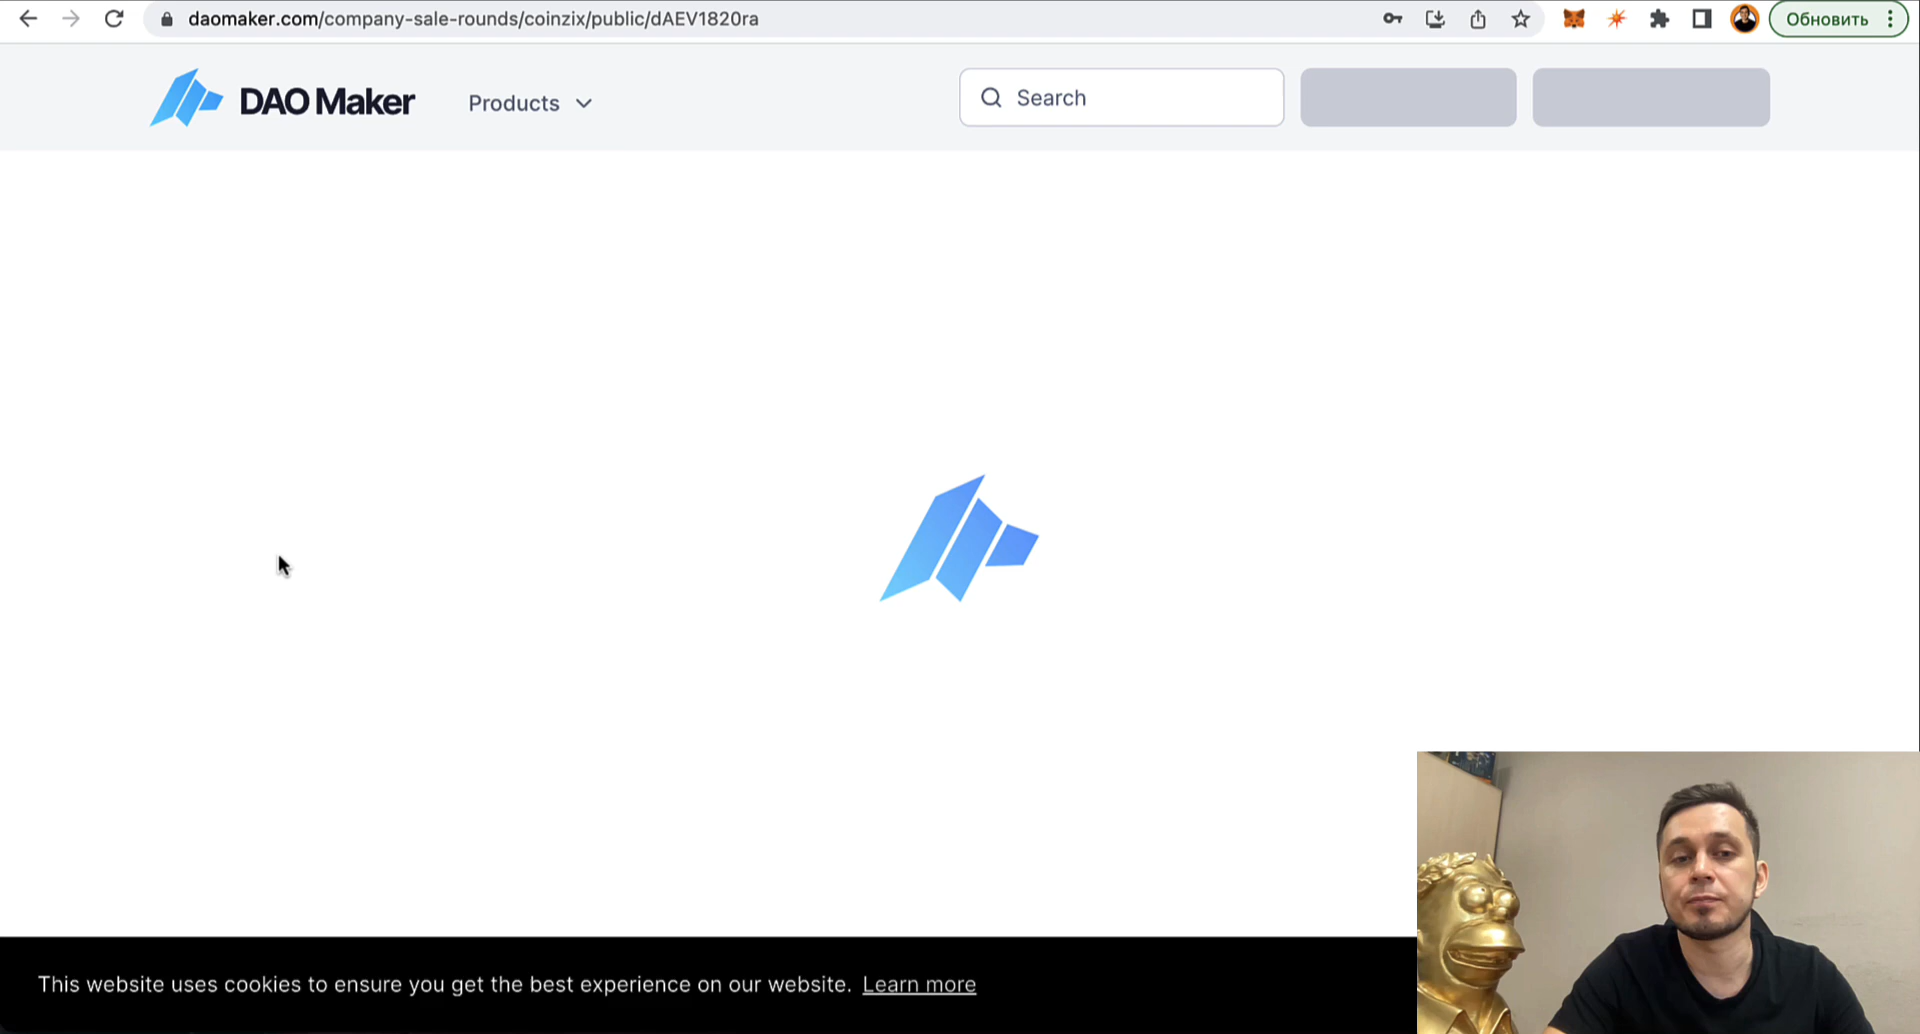 daomaker.com/company-sale-rounds/coinzix/public/dAEV1820ra
Обновить
DAO Maker
Products
Search
This website uses cookies to ensure you get the best experience on our website. Learn more